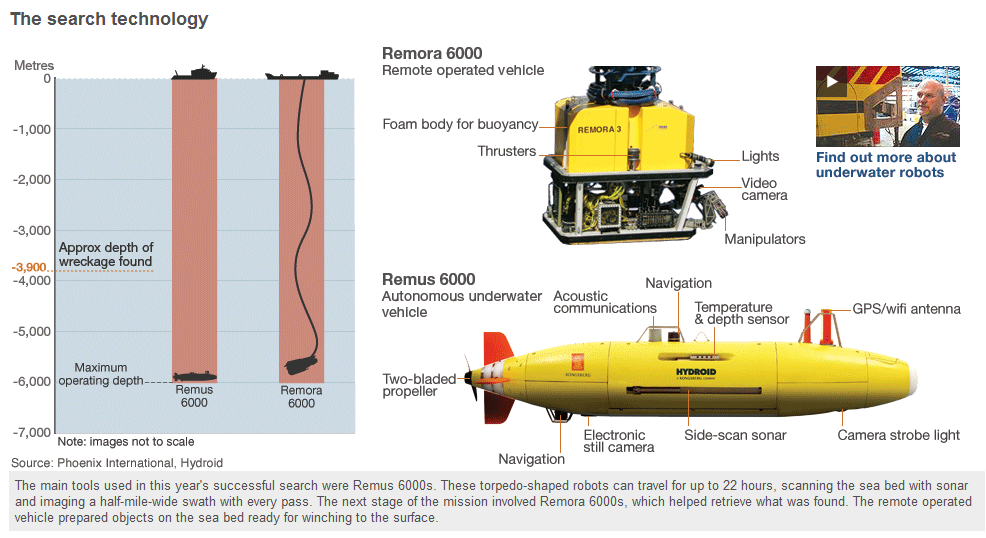 The search technology
Metres
0
-1,000
-2,000
-3,000
Approx depth of
wreckage found
-3,900
-4,000
-5,000
Maximum
operating depth
-6,000
-7,000
Remus
6000
Remora
6000
Note: images not to scale
Source: Phoenix International, Hydroid
Remora 6000
Remote operated vehicle
Foam body for buoyancy
REMORA 3
Thrusters
Lights
Video
camera
Manipulators
Find out more about
underwater robots
Remus 6000
Autonomous underwater
vehicle
Acoustic
communications
Navigation
Temperature
& depth sensor
GPS/wifi antenna
KONGSBERG
HYDROID
A KONGSBERG COMPANY
Two-bladed
propeller
Navigation
Electronic
still camera
Side-scan sonar
Camera strobe light
The main tools used in this year's successful search were Remus 6000s. These torpedo-shaped robots can travel for up to 22 hours, scanning the sea bed with sonar
and imaging a half-mile-wide swath with every pass. The next stage of the mission involved Remora 6000s, which helped retrieve what was found. The remote operated
vehicle prepared objects on the sea bed ready for winching to the surface.